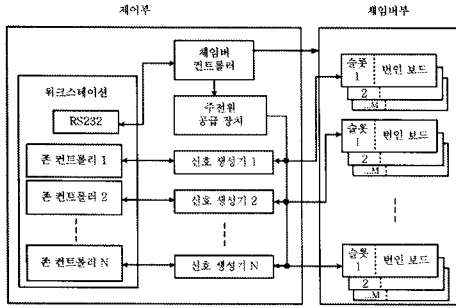 제어부
챔버부
챔버
컨트롤러
워크스테이션
RS232
주전원
공급 장치
존 컨트롤러 1
신호 생성기 1
존 컨트롤러 2
신호 생성기 2
존 컨트롤러 N
신호 생성기 N
슬롯
1
번인 보드
2
...M
슬롯
1
번인 보드
2
...M
슬롯
1
번인 보드
2
...M